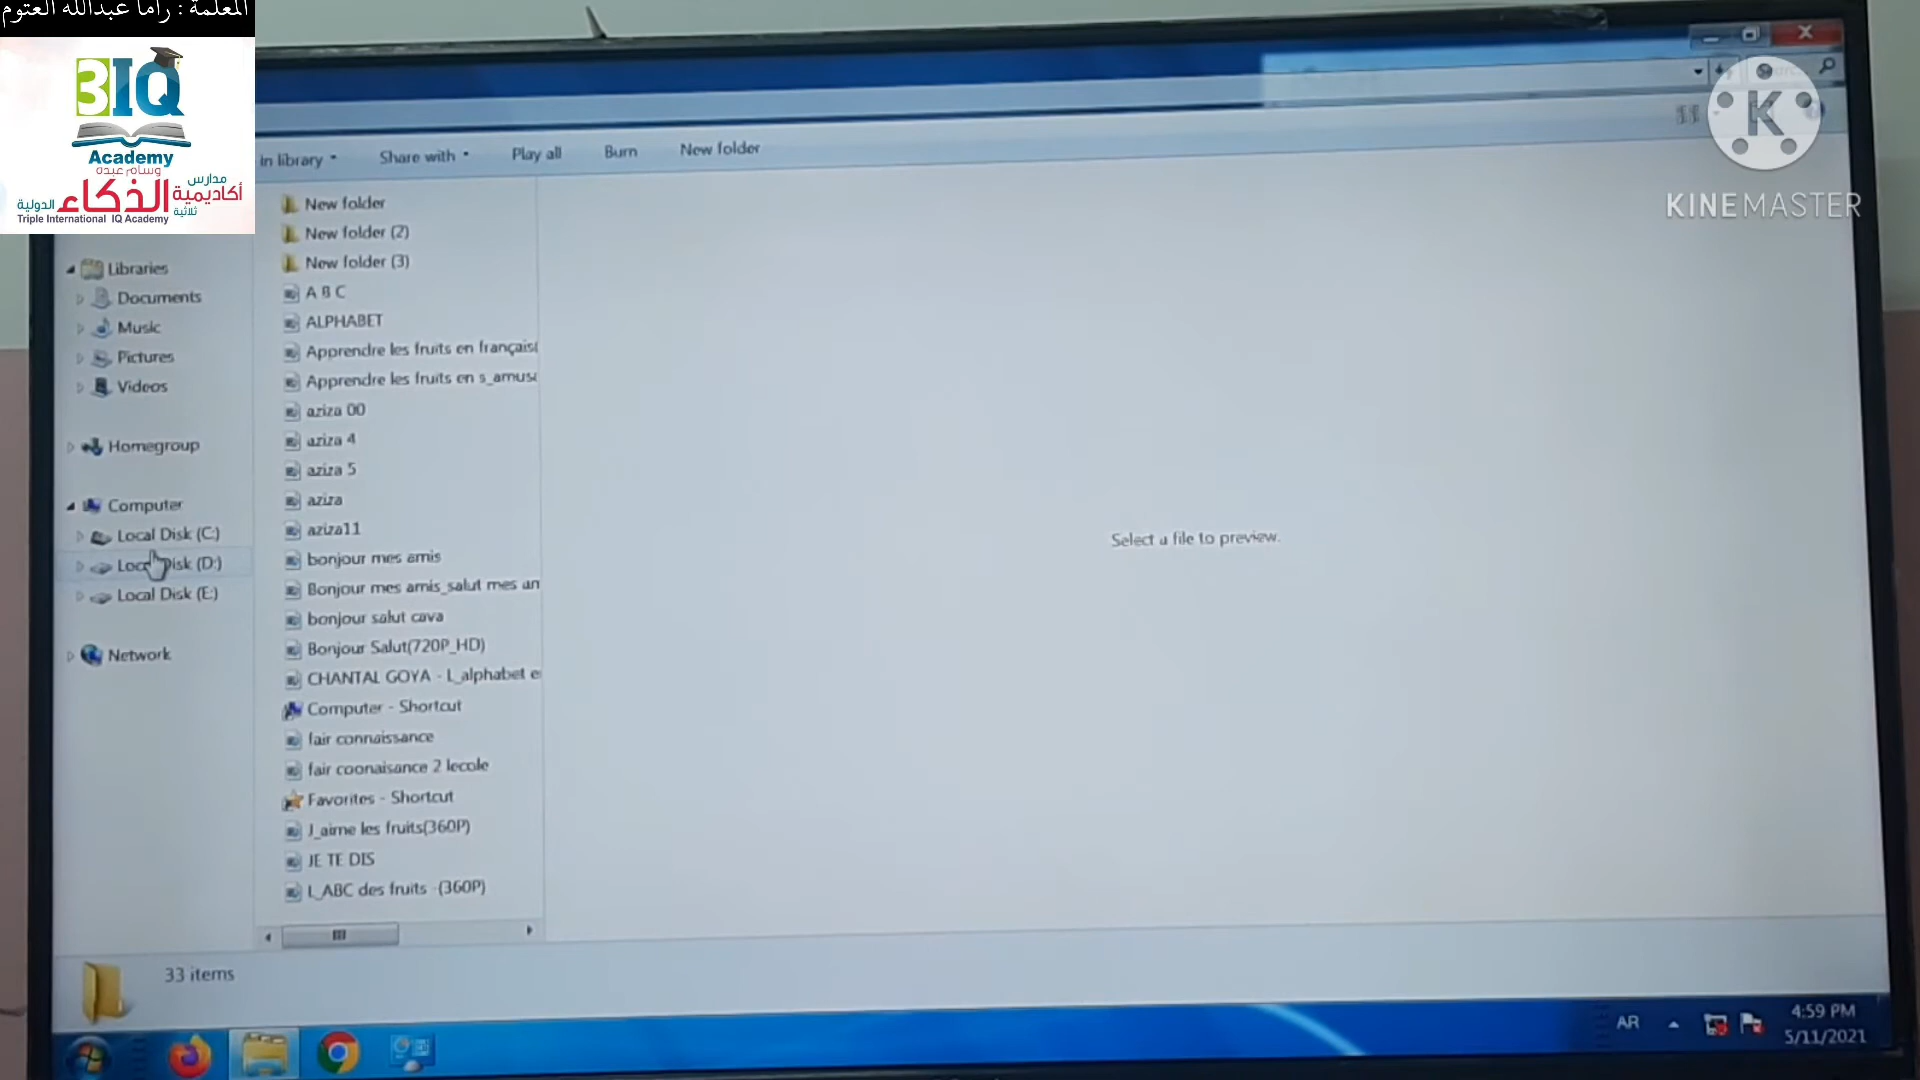 المعلمة : راما عبدالله العتوم
3IQ
Academy
وسام عبده
مدارس
أكاديمية الذكاء الدولية
ثلاثية
Triple International IQ Academy
KINEMASTER
K
in library
Share with
Play all
Burn
New folder
Libraries
Documents
Music
Pictures
Videos
Homegroup
Computer
Local Disk (C:)
Local Disk (D:)
Local Disk (E:)
Network
New folder
New folder (2)
New folder (3)
A B C
ALPHABET
Apprendre les fruits en français(
Apprendre les fruits en s_amus
aziza 00
aziza 4
aziza 5
aziza
aziza11
bonjour mes amis
Bonjour mes amis_salut mes am
bonjour salut cava
Bonjour Salut(720P_HD)
CHANTAL GOYA - L_alphabet e
Computer - Shortcut
fair connaissance
fair coonaisance 2 lecole
Favorites - Shortcut
J_aime les fruits(360P)
JE TE DIS
L_ABC des fruits -(360P)
Select a file to preview.
33 items
AR
4:59 PM
5/11/2021